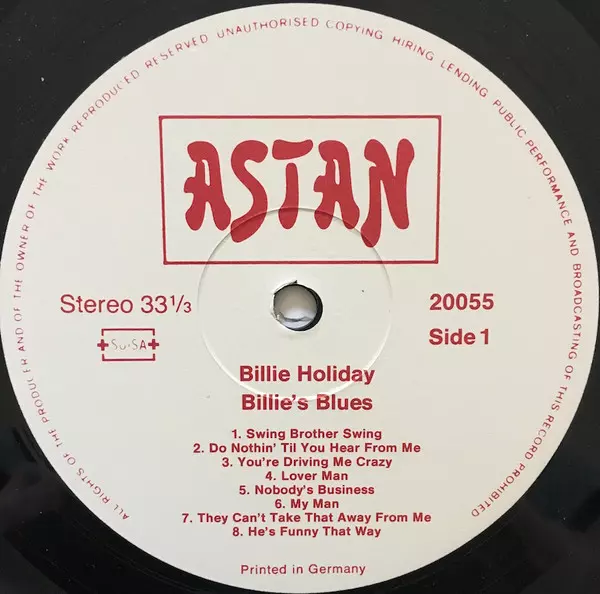 ALL RIGHTS OF THE PRODUCER AND OF THE OWNER OF THE WORK REPRODUCED RESERVED UNAUTHORISED COPYING HIRING LENDING PUBLIC PERFORMANCE AND BROADCASTING OF THIS RECORD PROHIBITED
ASTAN
Stereo 33 1/3
20055
SUISA
Side 1
Billie Holiday
Billie's Blues
1. Swing Brother Swing
2. Do Nothin' Til You Hear From Me
3. You're Driving Me Crazy
4. Lover Man
5. Nobody's Business
6. My Man
7. They Can't Take That Away From Me
8. He's Funny That Way
Printed in Germany